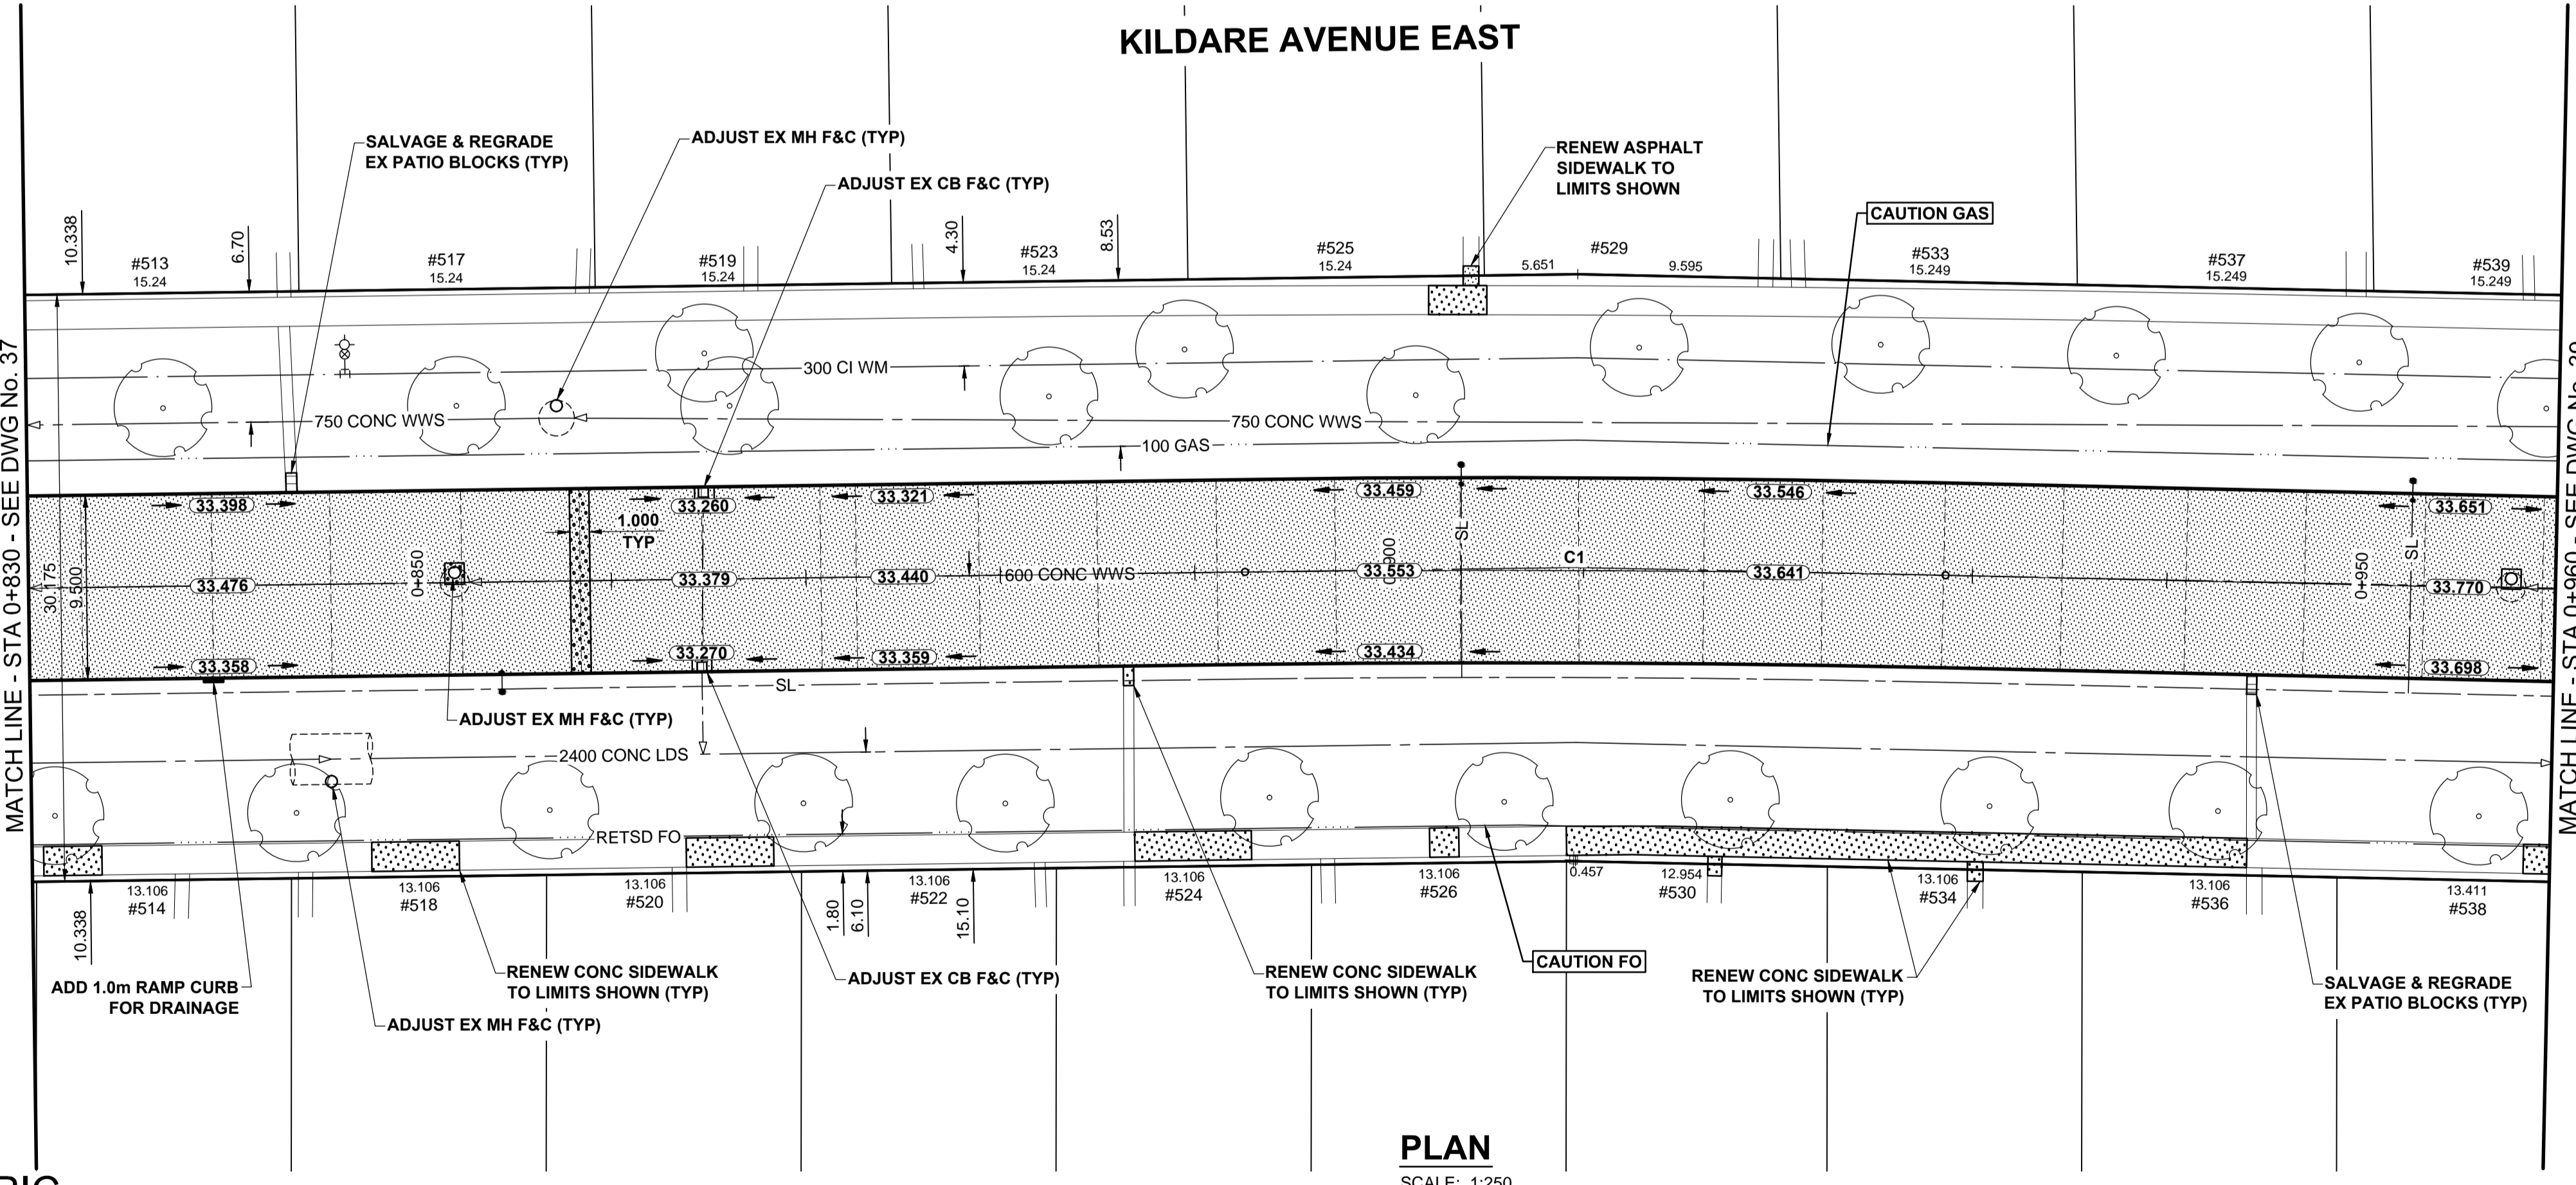 KILDARE AVENUE EAST
SALVAGE & REGRADE
EX PATIO BLOCKS (TYP)
ADJUST EX MH F&C (TYP)
ADJUST EX CB F&C (TYP)
RENEW ASPHALT
SIDEWALK TO
LIMITS SHOWN
CAUTION GAS
10.338
6.70
4.30
8.53
#513
15.24
#517
15.24
#519
15.24
#523
15.24
#525
15.24
5.651
#529
9.595
#533
15.249
#537
15.249
#539
15.249
300 CI WM
750 CONC WWS
750 CONC WWS
100 GAS
MATCH LINE - STA 0+830 - SEE DWG No. 37
MATCH LINE - STA 0+960 - SEE DWG No.
33.398
33.260
33.321
33.459
33.546
33.651
1.000
TYP
SL
SL
30.175
9.500
33.476
0+850
33.379
33.440
600 CONC WWS
33.553
C1
33.641
0+950
33.770
33.358
33.270
33.359
33.434
33.698
SL
ADJUST EX MH F&C (TYP)
2400 CONC LDS
RETSD FO
10.338
13.106
#514
13.106
#518
13.106
#520
1.80
6.10
13.106
#522
15.10
13.106
#524
13.106
#526
0.457
12.954
#530
13.106
#534
13.106
#536
13.411
#538
ADD 1.0m RAMP CURB
FOR DRAINAGE
ADJUST EX MH F&C (TYP)
RENEW CONC SIDEWALK
TO LIMITS SHOWN (TYP)
ADJUST EX CB F&C (TYP)
RENEW CONC SIDEWALK
TO LIMITS SHOWN (TYP)
CAUTION FO
RENEW CONC SIDEWALK
TO LIMITS SHOWN (TYP)
SALVAGE & REGRADE
EX PATIO BLOCKS (TYP)
PLAN
SCALE: 1:250